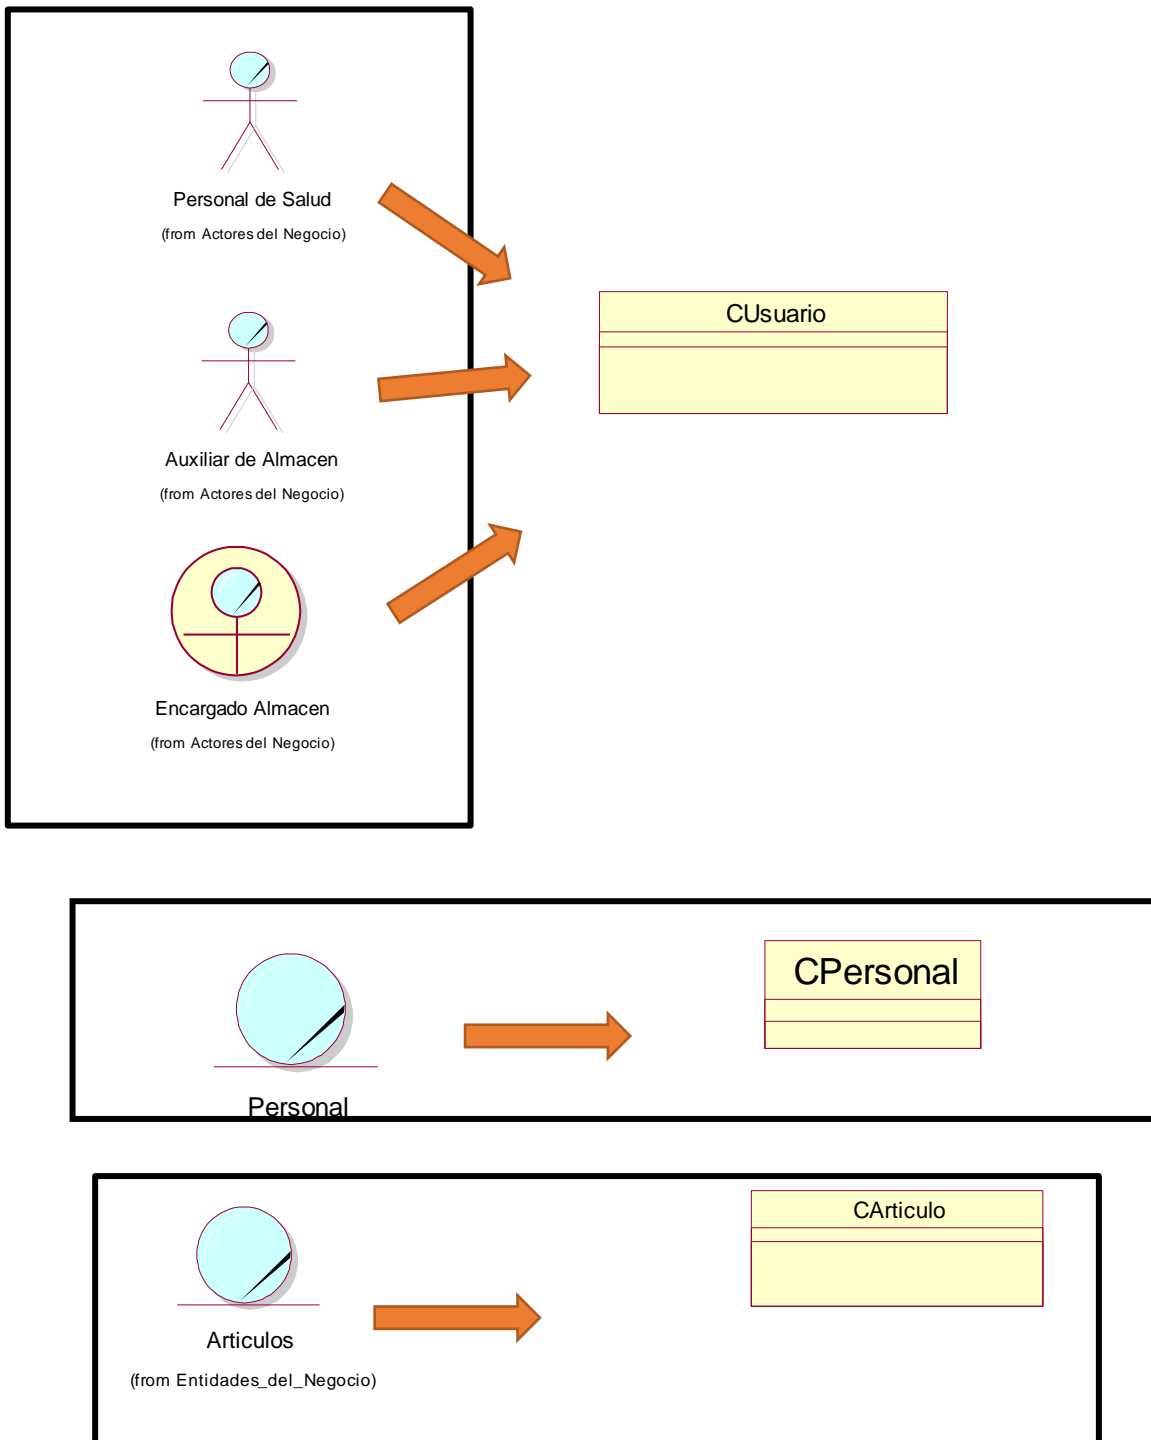 Personal de Salud
(from Actores del Negocio)
CUsuario
Auxiliar de Almacen
(from Actores del Negocio)
Encargado Almacen
(from Actores del Negocio)
CPersonal
Personal
CArticulo
Articulos
(from Entidades_del_Negocio)